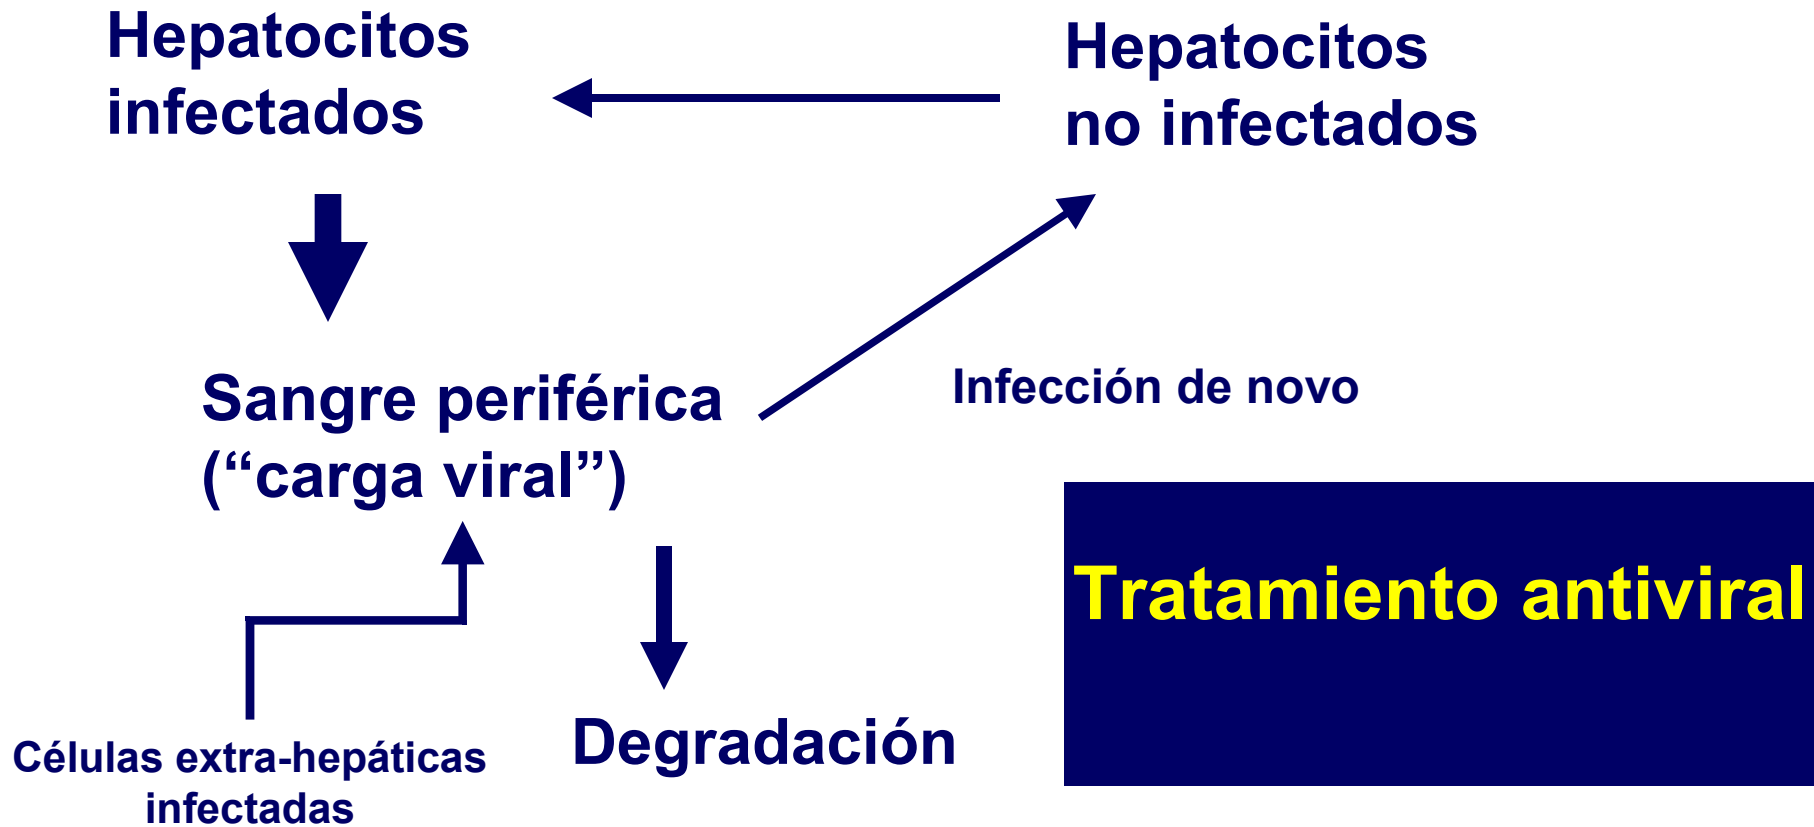 Hepatocitos
infectados
Hepatocitos
no infectados
Sangre periférica
(“carga viral”)
Infección de novo
Tratamiento antiviral
Degradación
Células extra-hepáticas
infectadas